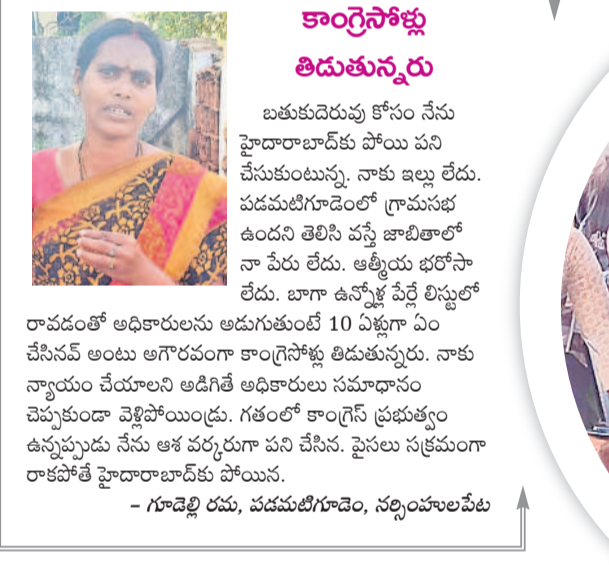 కాంగ్రెసోళ్లు
తిడుతున్నరు
బతుకుదెరువు కోసం నేను
హైదారాబాద్‌కు పోయి పని
చేసుకుంటున్న. నాకు ఇల్లు లేదు.
పడమటిగూడెంలో గ్రామసభ
ఉందని తెలిసి వస్తే జాబితాలో
నా పేరు లేదు. ఆత్మీయ భరోసా
లేదు. బాగా ఉన్నోళ్ల పేర్లే లిస్టులో
రావడంతో అధికారులను అడుగుతుంటే 10 ఏళ్లుగా ఏం
చేసినవ్ అంటు అగౌరవంగా కాంగ్రెసోళ్లు తిడుతున్నరు. నాకు
న్యాయం చేయాలని అడిగితే అధికారులు సమాధానం
చెప్పకుండా వెళ్లిపోయిండ్రు. గతంలో కాంగ్రెస్ ప్రభుత్వం
ఉన్నప్పుడు నేను ఆశ వర్కరుగా పని చేసిన. పైసలు సక్రమంగా
రాకపోతే హైదారాబాద్‌కు పోయిన.
– గూడెల్లి రమ, పడమటిగూడెం, నర్సింహులపేట